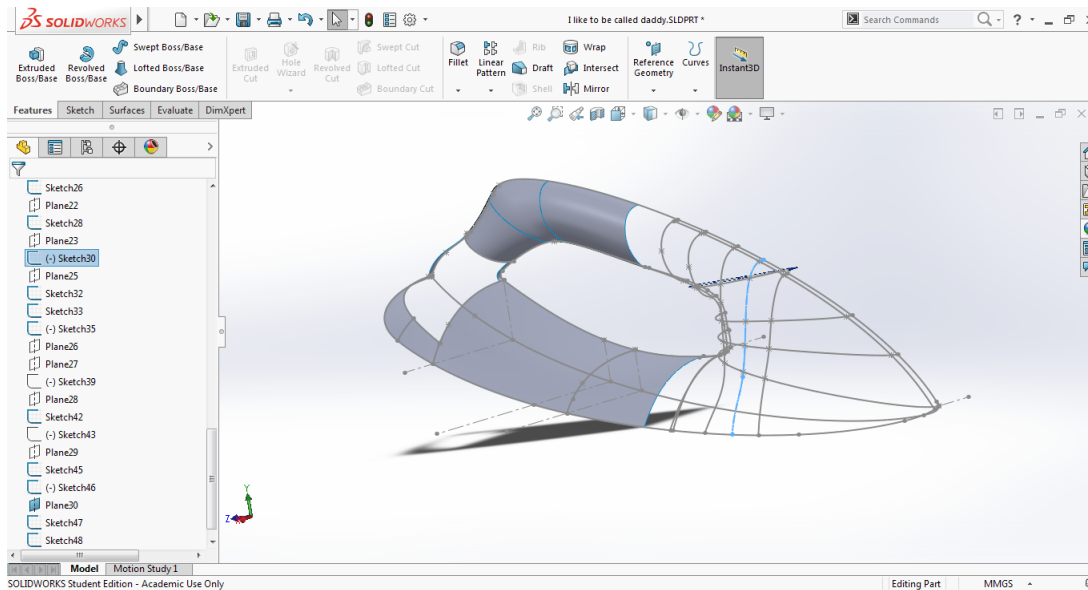 SOLIDWORKS
I like to be called daddy.SLDPRT *
Search Commands
Extruded Boss/Base
Revolved Boss/Base
Swept Boss/Base
Lofted Boss/Base
Boundary Boss/Base
Extruded Cut
Hole Wizard
Revolved Cut
Swept Cut
Lofted Cut
Boundary Cut
Fillet
Linear Pattern
Rib
Draft
Shell
Wrap
Intersect
Mirror
Reference Geometry
Curves
Instant3D
Features
Sketch
Surfaces
Evaluate
DimXpert
Sketch26
Plane22
Sketch28
Plane23
(-) Sketch30
Plane25
Sketch32
Sketch33
(-) Sketch35
Plane26
Plane27
(-) Sketch39
Plane28
Sketch42
(-) Sketch43
Plane29
Sketch45
(-) Sketch46
Plane30
Sketch47
Sketch48
Y
Z
Model
Motion Study 1
SOLIDWORKS Student Edition - Academic Use Only
Editing Part
MMGS